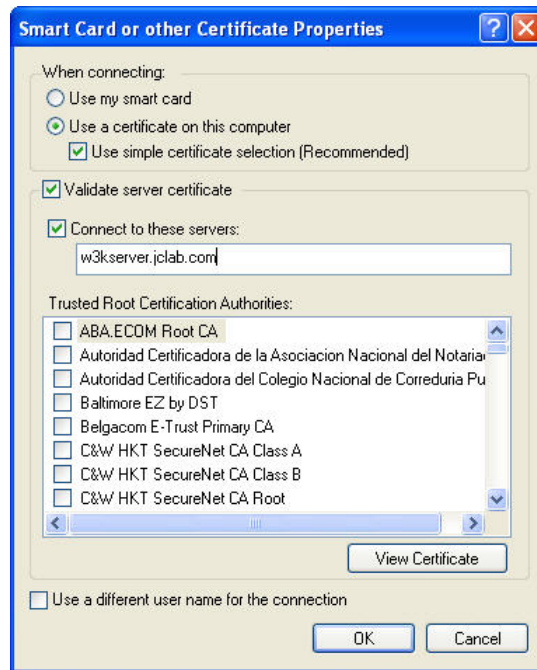 Smart Card or other Certificate Properties
When connecting:
Use my smart card
Use a certificate on this computer
Use simple certificate selection (Recommended)
Validate server certificate
Connect to these servers:
w3kserver.jclab.com
Trusted Root Certification Authorities:
ABA.ECOM Root CA
Autoridad Certificadora de la Asociacion Nacional del Notaria
Autoridad Certificadora del Colegio Nacional de Correduria Pu
Baltimore EZ by DST
Belgacom E-Trust Primary CA
C&W HKT SecureNet CA Class A
C&W HKT SecureNet CA Class B
C&W HKT SecureNet CA Root
View Certificate
Use a different user name for the connection
OK Cancel